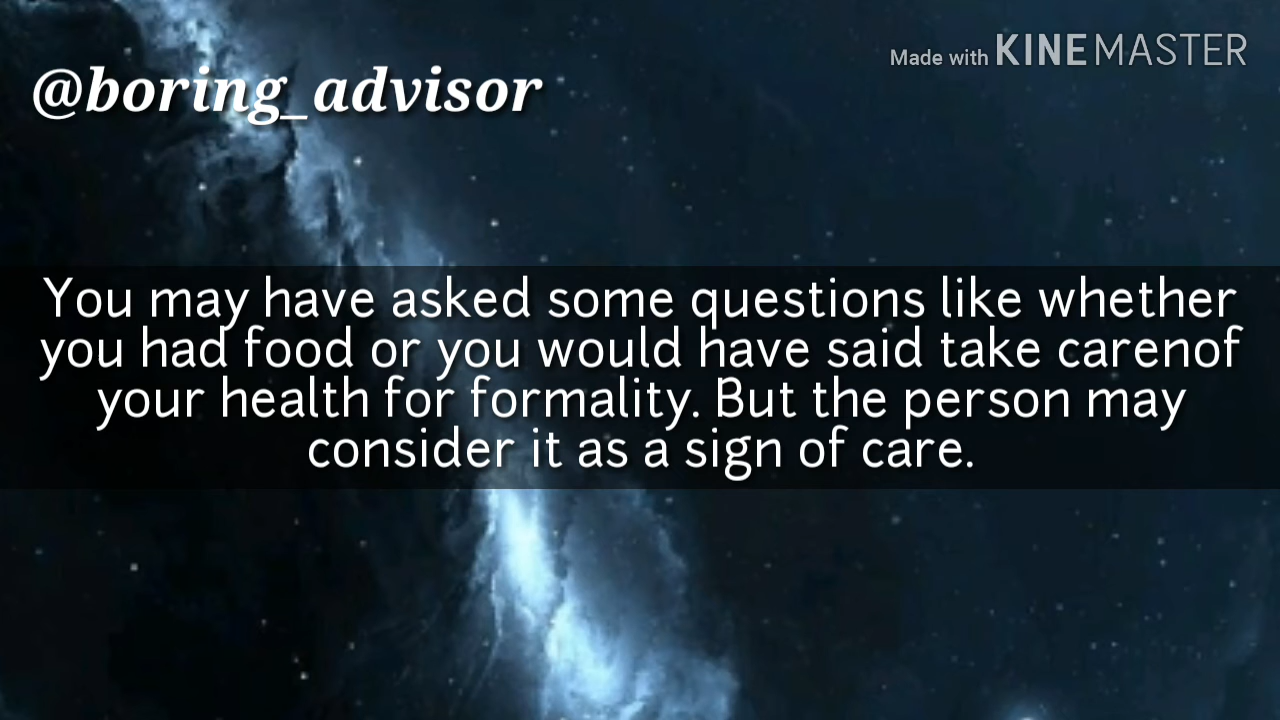 @boring_advisor
Made with KINEMASTER
You may have asked some questions like whether
you had food or you would have said take carenof
your health for formality. But the person may
consider it as a sign of care.